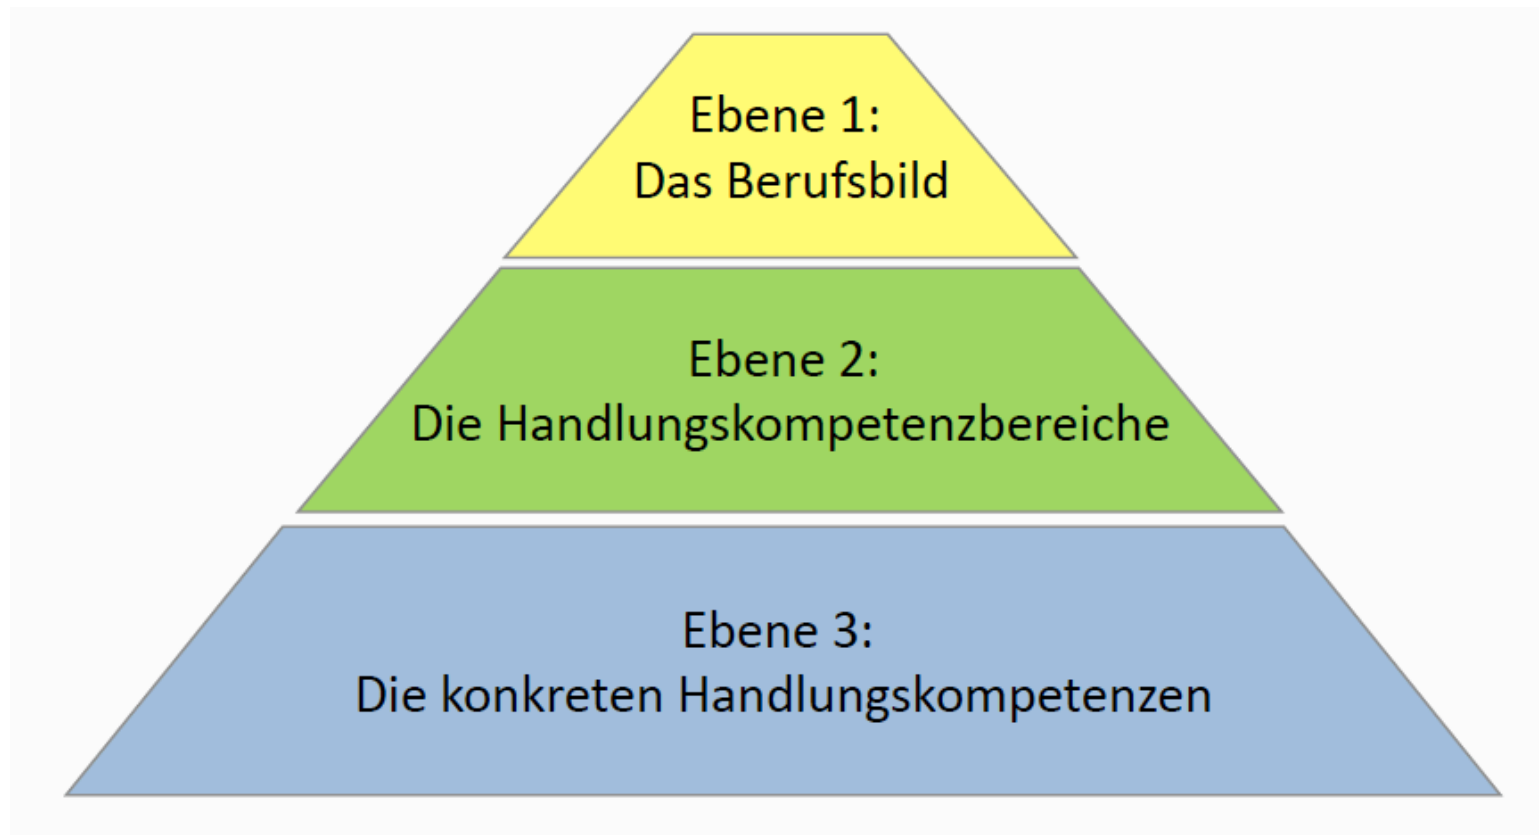 Ebene 1:
Das Berufsbild
Ebene 2:
Die Handlungskompetenzbereiche
Ebene 3:
Die konkreten Handlungskompetenzen